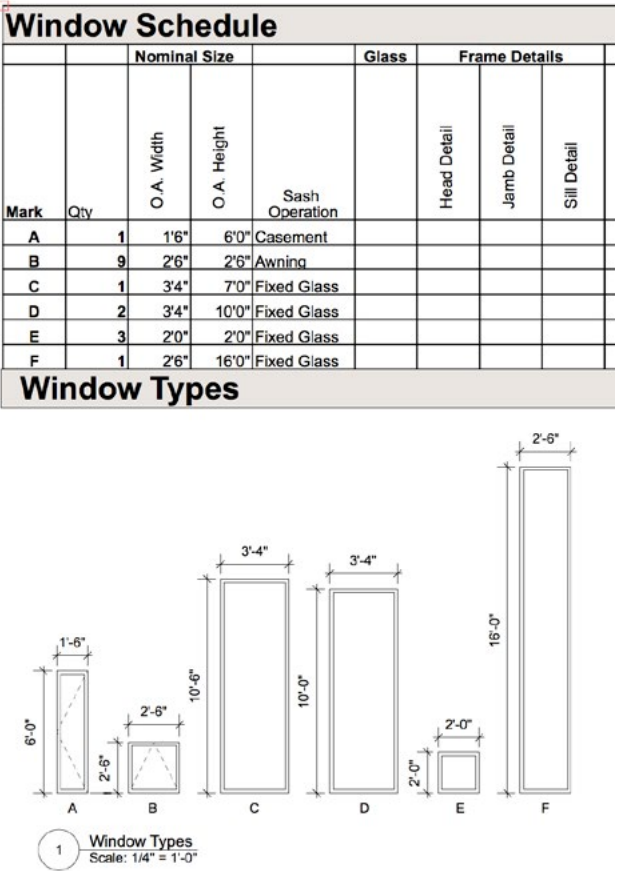 Window Schedule
Nominal Size Glass Frame Details
Mark Qty O.A. Width O.A. Height Sash Operation Head Detail Jamb Detail Sill Detail
A 1 1'6" 6'0" Casement
B 9 2'6" 2'6" Awning
C 1 3'4" 7'0" Fixed Glass
D 2 3'4" 10'0" Fixed Glass
E 3 2'0" 2'0" Fixed Glass
F 1 2'6" 16'0" Fixed Glass
Window Types
1'-6"
6'-0"
A
2'-6"
2'-6"
B
3'-4"
10'-6"
C
3'-4"
10'-0"
D
2'-0"
2'-0"
E
2'-6"
16'-0"
F
1 Window Types
Scale: 1/4" = 1'-0"